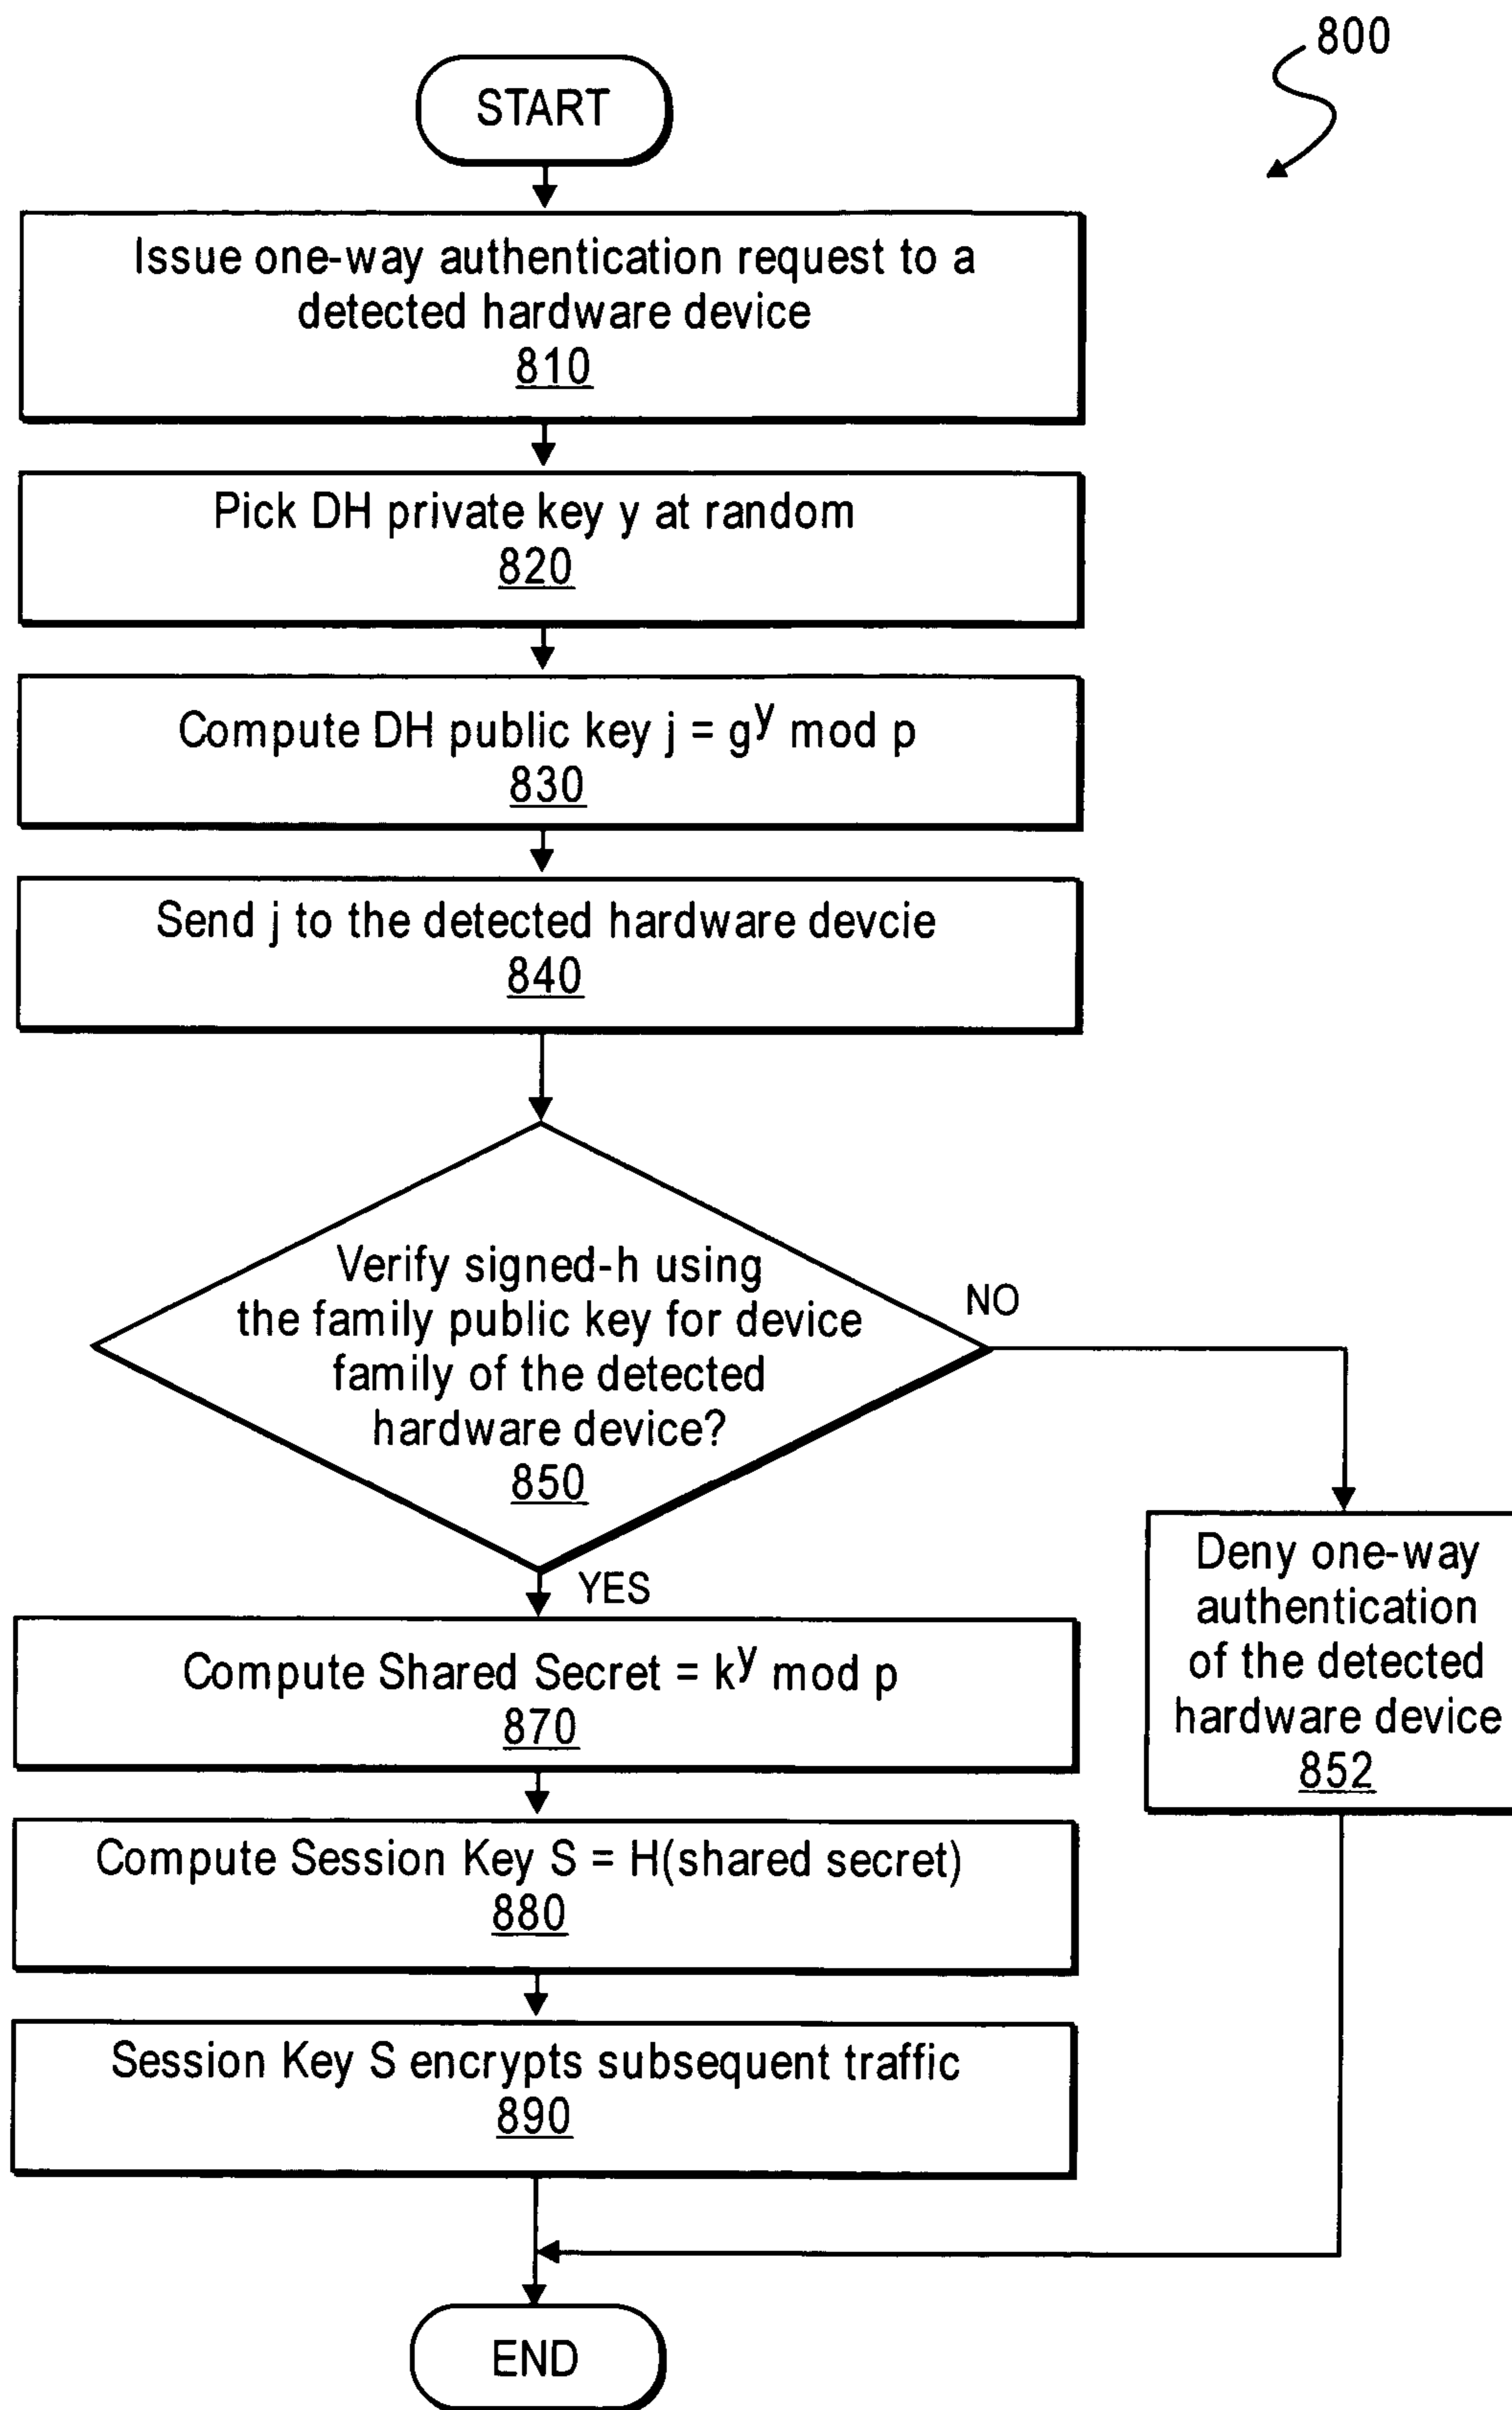 800
START
Issue one-way authentication request to a
detected hardware device
810
Pick DH private key y at random
820
Compute DH public key j = g^y mod p
830
Send j to the detected hardware devcie
840
Verify signed-h using
the family public key for device
family of the detected
hardware device?
850
NO
YES
Deny one-way
authentication
of the detected
hardware device
852
Compute Shared Secret = k^y mod p
870
Compute Session Key S = H(shared secret)
880
Session Key S encrypts subsequent traffic
890
END